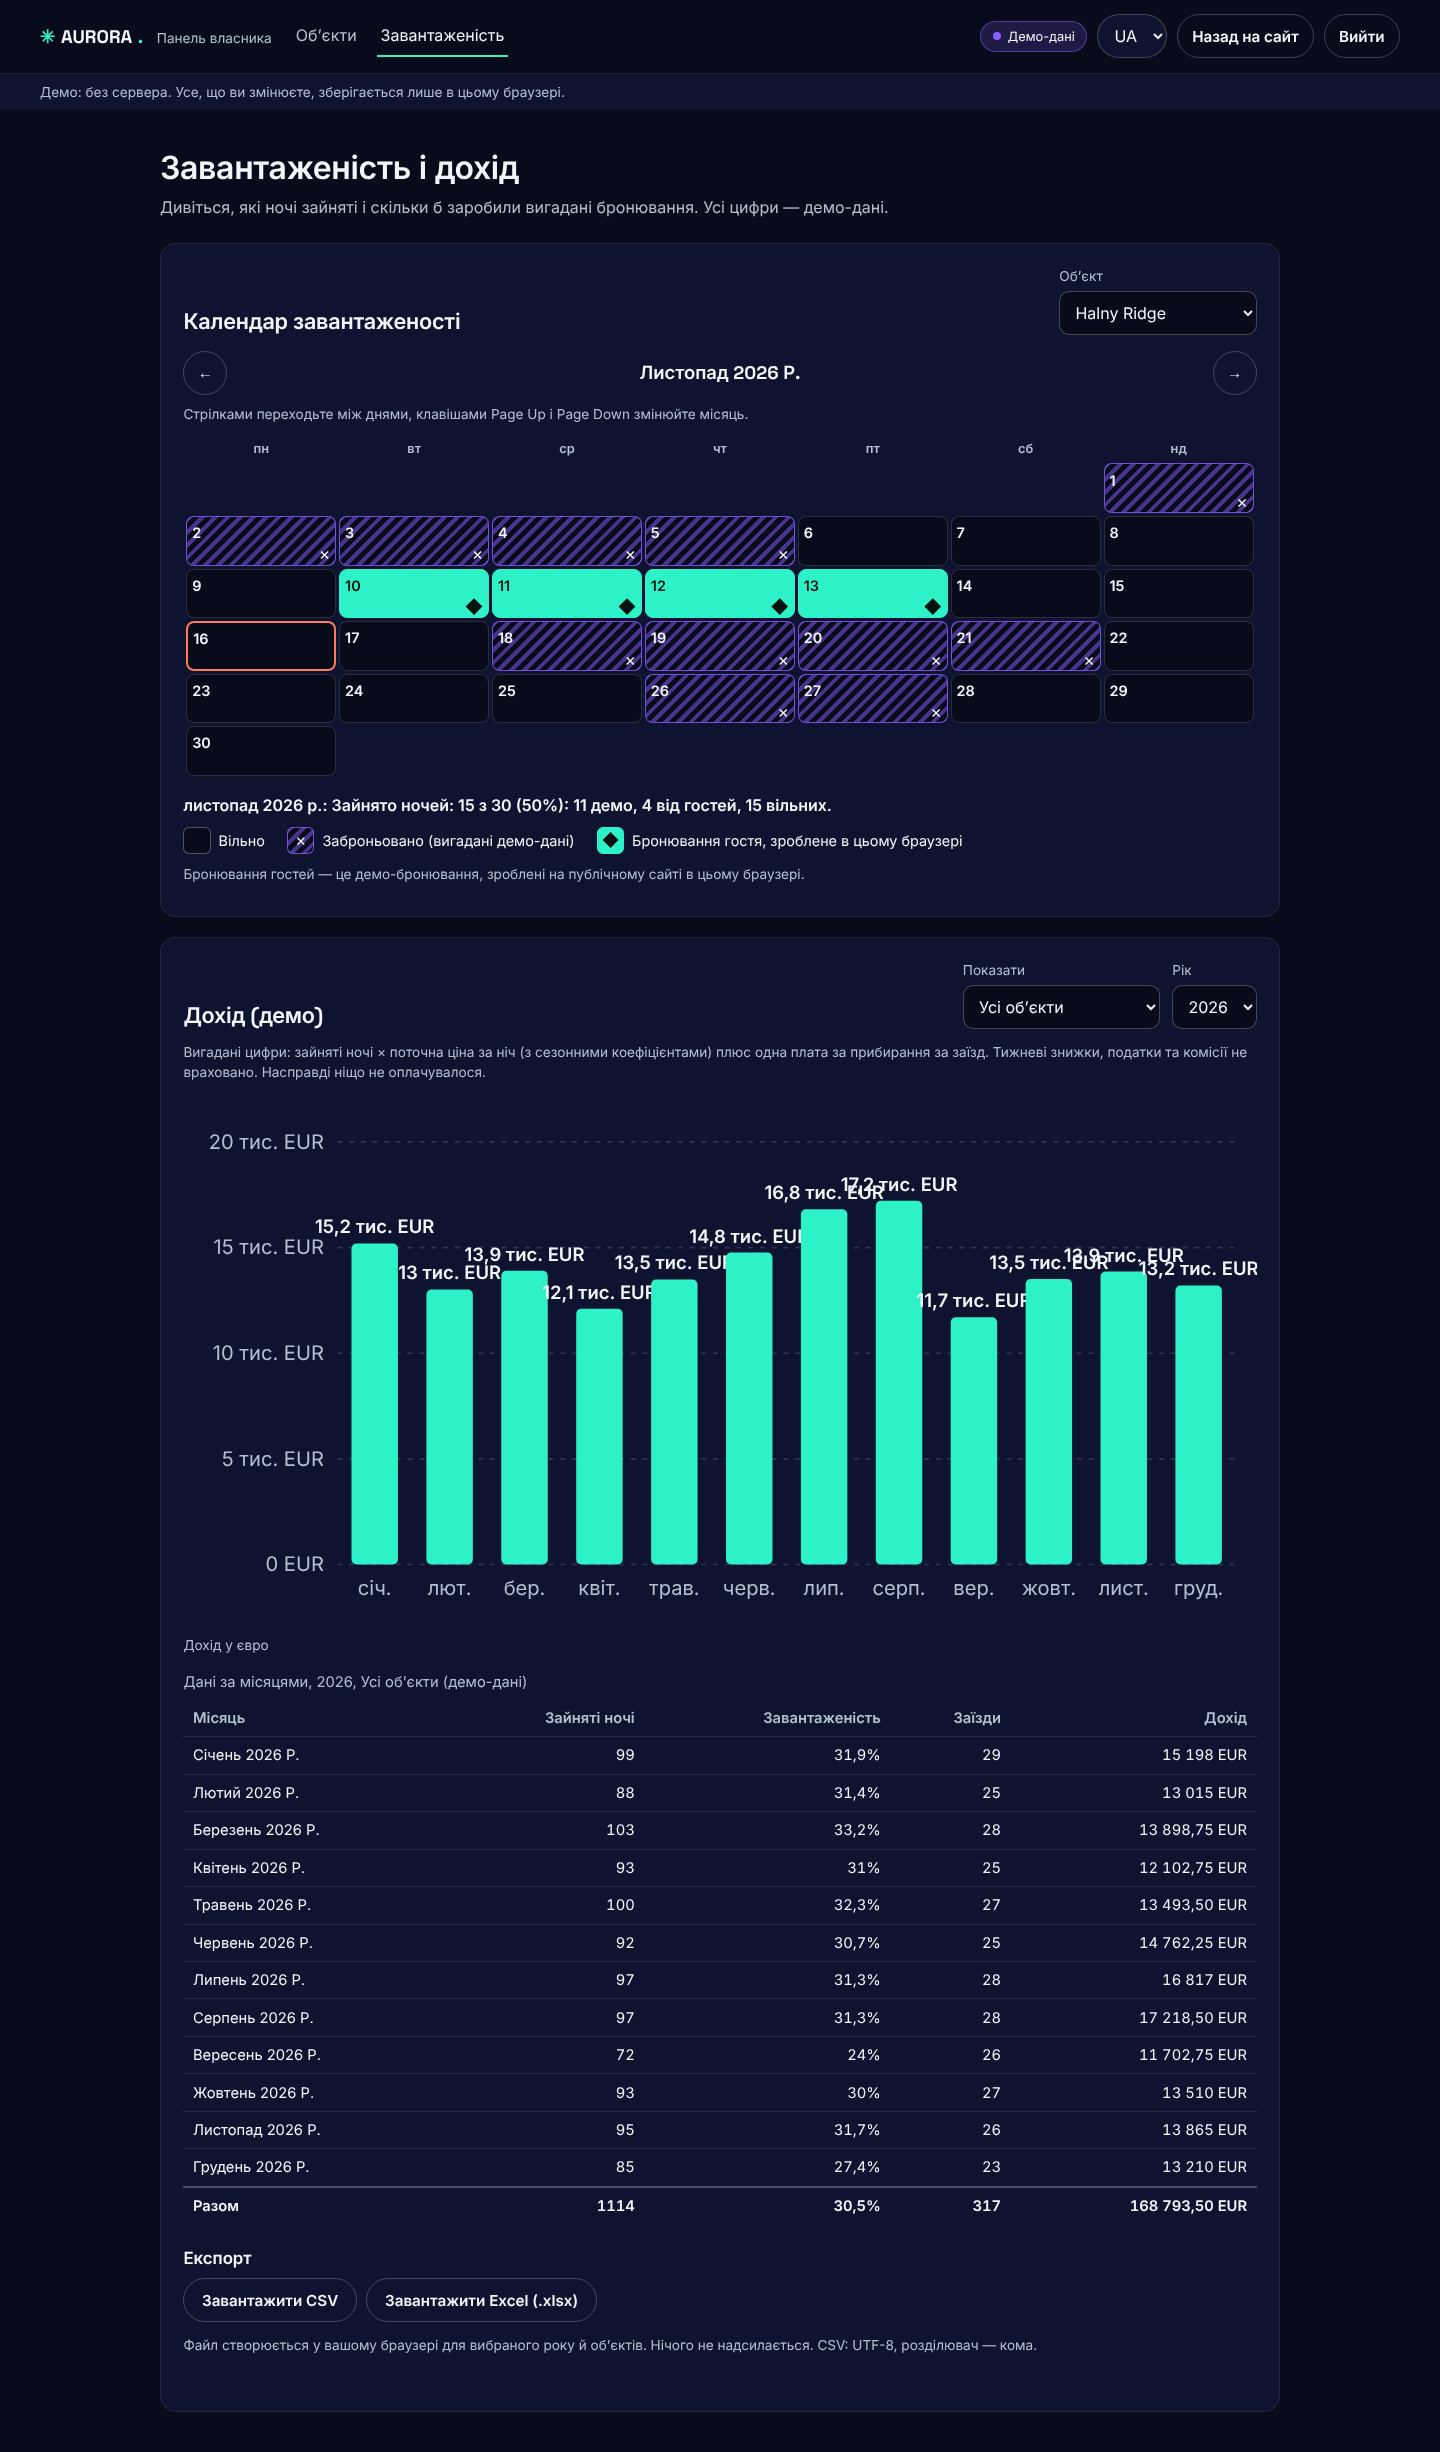 ✳ AURORA . Панель власника Об’єкти Завантаженість Демо-дані UA Назад на сайт Вийти
Демо: без сервера. Усе, що ви змінюєте, зберігається лише в цьому браузері.
Завантаженість і дохід
Дивіться, які ночі зайняті і скільки б заробили вигадані бронювання. Усі цифри — демо-дані.
Об’єкт
Календар завантаженості Halny Ridge
← Листопад 2026 Р. →
Стрілками переходьте між днями, клавішами Page Up і Page Down змінюйте місяць.
пн вт ср чт пт сб нд
1 ×
2 × 3 × 4 × 5 × 6 7 8
9 10 ◆ 11 ◆ 12 ◆ 13 ◆ 14 15
16 17 18 × 19 × 20 × 21 × 22
23 24 25 26 × 27 × 28 29
30
листопад 2026 р.: Зайнято ночей: 15 з 30 (50%): 11 демо, 4 від гостей, 15 вільних.
Вільно × Заброньовано (вигадані демо-дані) ◆ Бронювання гостя, зроблене в цьому браузері
Бронювання гостей — це демо-бронювання, зроблені на публічному сайті в цьому браузері.
Показати Рік
Дохід (демо) Усі об’єкти 2026
Вигадані цифри: зайняті ночі × поточна ціна за ніч (з сезонними коефіцієнтами) плюс одна плата за прибирання за заїзд. Тижневі знижки, податки та комісії не
враховано. Насправді ніщо не оплачувалося.
20 тис. EUR
15 тис. EUR
10 тис. EUR
5 тис. EUR
0 EUR
15,2 тис. EUR
13 тис. EUR
13,9 тис. EUR
12,1 тис. EUR
13,5 тис. EUR
14,8 тис. EUR
16,8 тис. EUR
17,2 тис. EUR
11,7 тис. EUR
13,5 тис. EUR
13,9 тис. EUR
13,2 тис. EUR
січ. лют. бер. квіт. трав. черв. лип. серп. вер. жовт. лист. груд.
Дохід у євро
Дані за місяцями, 2026, Усі об’єкти (демо-дані)
Місяць Зайняті ночі Завантаженість Заїзди Дохід
Січень 2026 Р. 99 31,9% 29 15 198 EUR
Лютий 2026 Р. 88 31,4% 25 13 015 EUR
Березень 2026 Р. 103 33,2% 28 13 898,75 EUR
Квітень 2026 Р. 93 31% 25 12 102,75 EUR
Травень 2026 Р. 100 32,3% 27 13 493,50 EUR
Червень 2026 Р. 92 30,7% 25 14 762,25 EUR
Липень 2026 Р. 97 31,3% 28 16 817 EUR
Серпень 2026 Р. 97 31,3% 28 17 218,50 EUR
Вересень 2026 Р. 72 24% 26 11 702,75 EUR
Жовтень 2026 Р. 93 30% 27 13 510 EUR
Листопад 2026 Р. 95 31,7% 26 13 865 EUR
Грудень 2026 Р. 85 27,4% 23 13 210 EUR
Разом 1114 30,5% 317 168 793,50 EUR
Експорт
Завантажити CSV Завантажити Excel (.xlsx)
Файл створюється у вашому браузері для вибраного року й об’єктів. Нічого не надсилається. CSV: UTF-8, розділювач — кома.